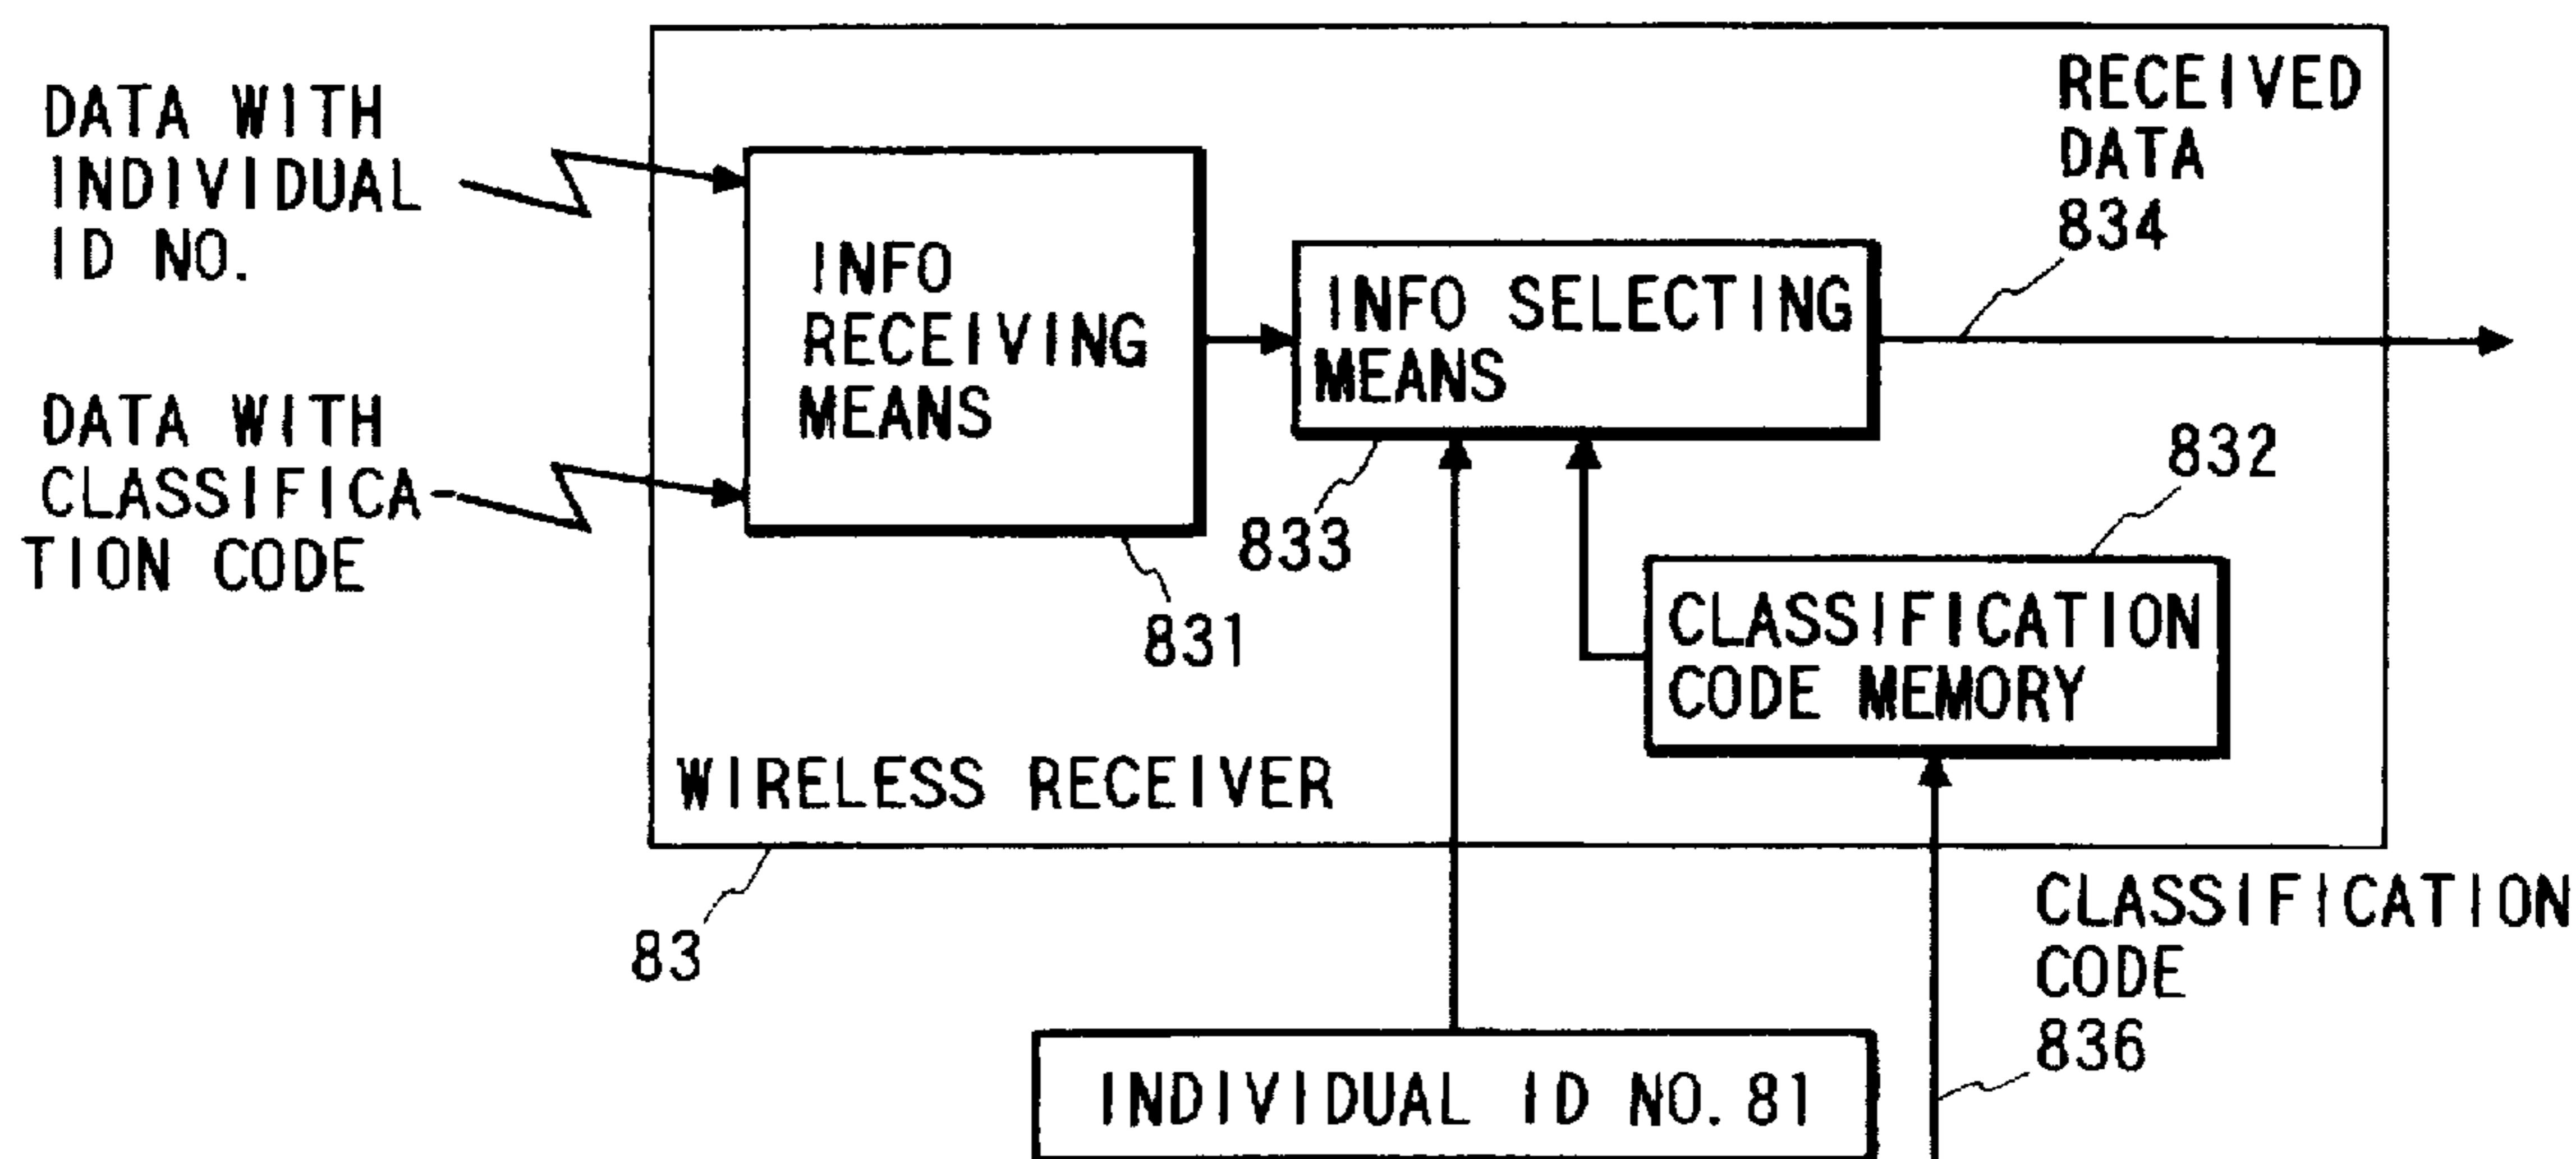 DATA WITH
INDIVIDUAL
ID NO.
DATA WITH
CLASSIFICA-
TION CODE
INFO
RECEIVING
MEANS
831
INFO SELECTING
MEANS
833
RECEIVED
DATA
834
832
CLASSIFICATION
CODE MEMORY
WIRELESS RECEIVER
83
CLASSIFICATION
CODE
836
INDIVIDUAL ID NO. 81